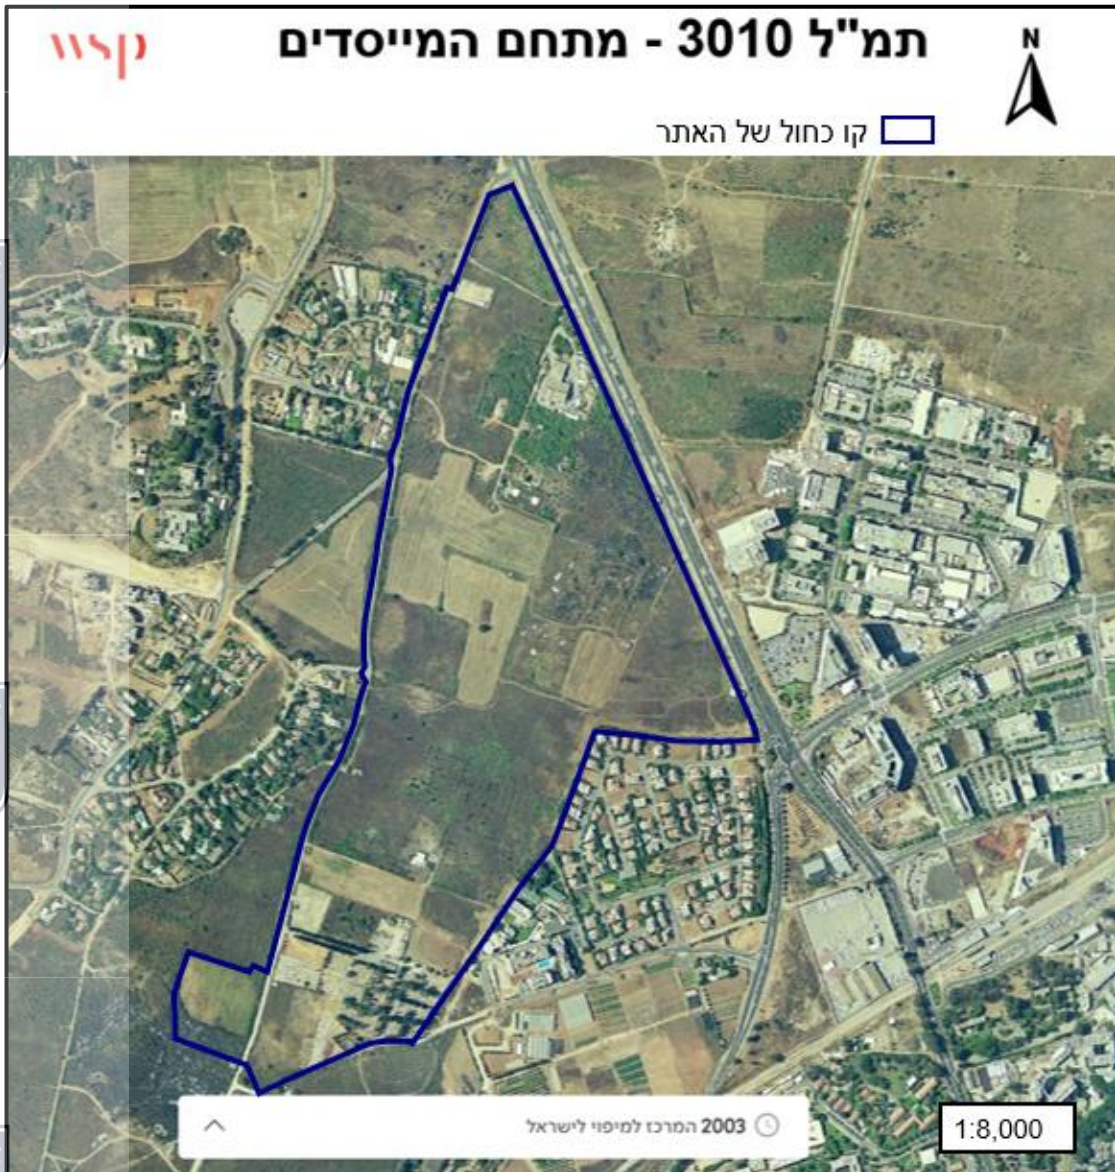 wsp
תמ"ל 3010 - מתחם המייסדים
N
קו כחול של האתר
2003 המרכז למיפוי לישראל
1:8,000